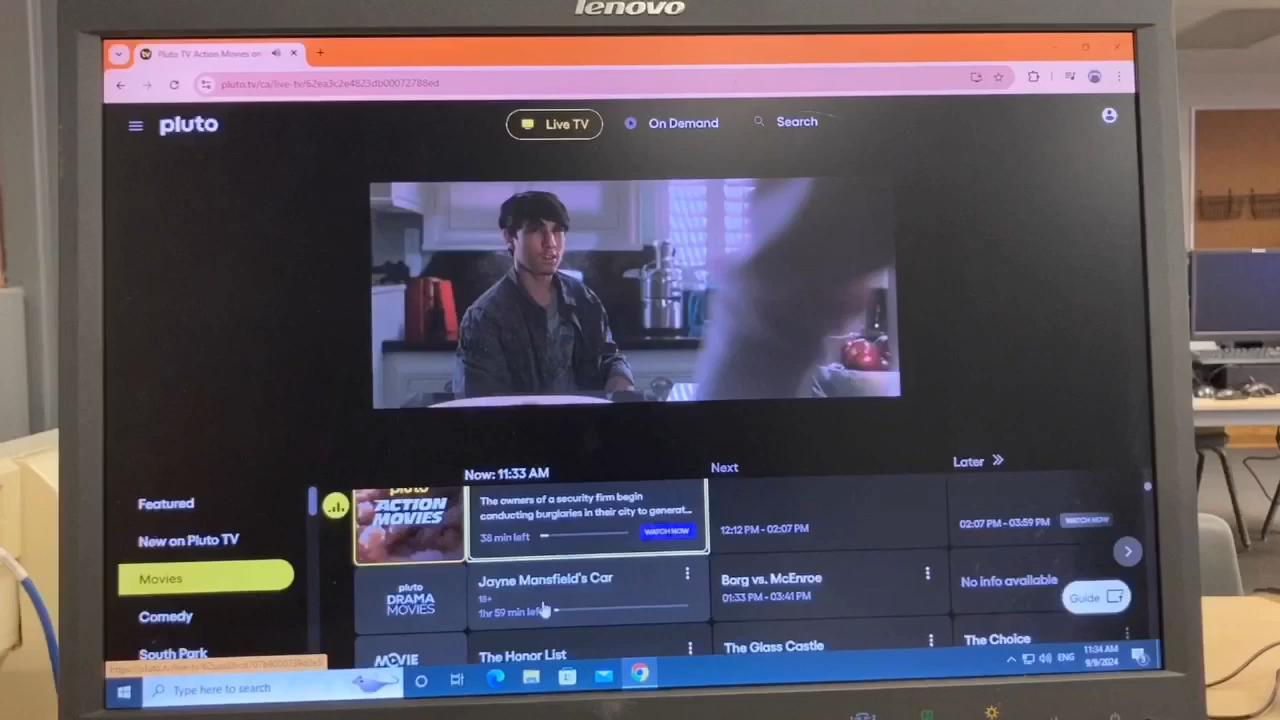 lenovo
Pluto TV Action Movies on
pluto.tv/ca/live-tv/62ea3c2e4823db00072788ed
pluto
Live TV
On Demand
Search
Now: 11:33 AM
Next
Later
Featured
New on Pluto TV
Movies
Comedy
South Park
pluto
ACTION
MOVIES
The owners of a security firm begin
conducting burglaries in their city to generat...
38 min left
WATCH NOW
12:12 PM - 02:07 PM
02:07 PM - 03:59 PM
WATCH NOW
pluto
DRAMA
MOVIES
Jayne Mansfield's Car
18+
1hr 59 min left
Borg vs. McEnroe
01:33 PM - 03:41 PM
No info available
Guide
MOVIE
The Honor List
The Glass Castle
The Choice
Type here to search
ENG
11:34 AM
9/9/2024